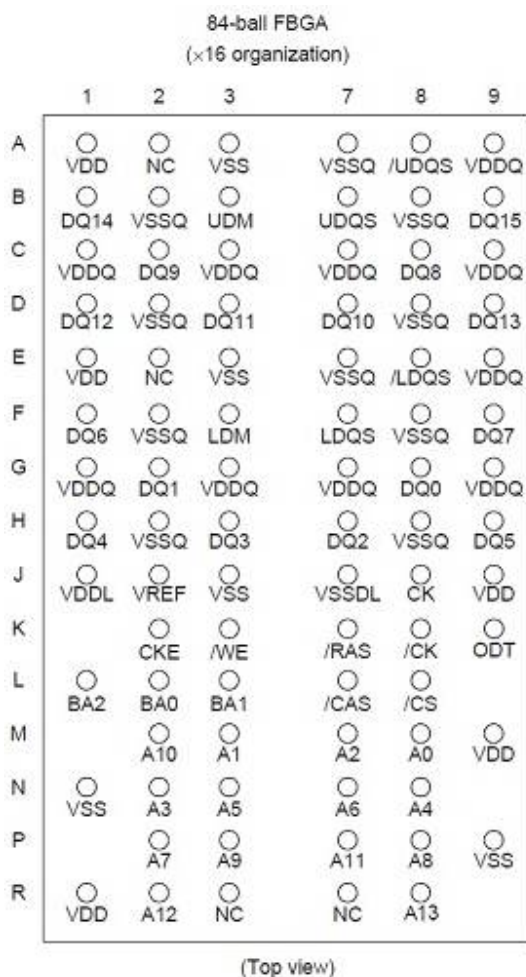 84-ball FBGA
(×16 organization)
1 2 3 7 8 9
A
VDD NC VSS VSSQ /UDQS VDDQ
B
DQ14 VSSQ UDM UDQS VSSQ DQ15
C
VDDQ DQ9 VDDQ VDDQ DQ8 VDDQ
D
DQ12 VSSQ DQ11 DQ10 VSSQ DQ13
E
VDD NC VSS VSSQ /LDQS VDDQ
F
DQ6 VSSQ LDM LDQS VSSQ DQ7
G
VDDQ DQ1 VDDQ VDDQ DQ0 VDDQ
H
DQ4 VSSQ DQ3 DQ2 VSSQ DQ5
J
VDDL VREF VSS VSSDL CK VDD
K
CKE /WE /RAS /CK ODT
L
BA2 BA0 BA1 /CAS /CS
M
A10 A1 A2 A0 VDD
N
VSS A3 A5 A6 A4
P
A7 A9 A11 A8 VSS
R
VDD A12 NC NC A13
(Top view)